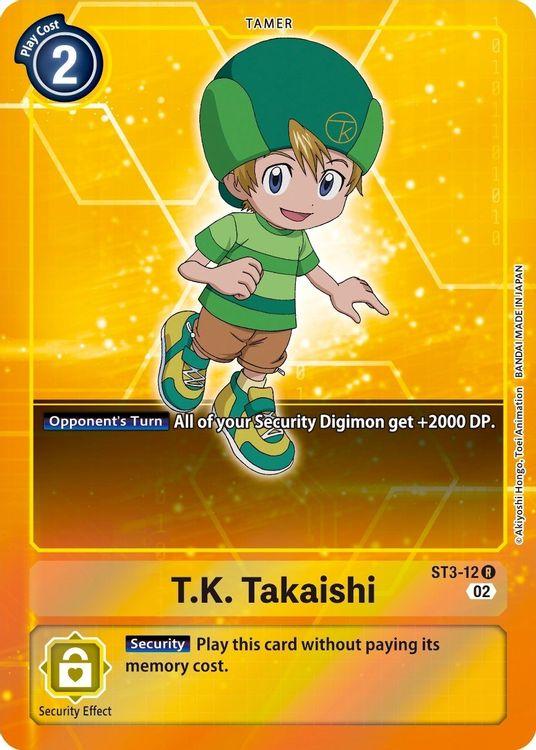 TAMER
Play Cost
2
TK
Opponent's Turn All of your Security Digimon get +2000 DP.
©Akiyoshi Hongo, Toei Animation BANDAI MADE IN JAPAN
ST3-12 R
T.K. Takaishi
02
Security Play this card without paying its
memory cost.
Security Effect